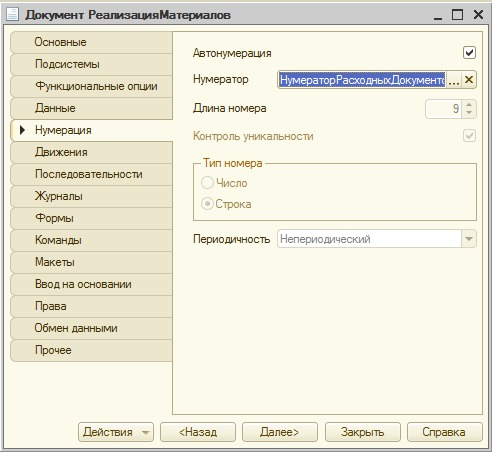 Документ РеализацияМатериалов
Основные
Подсистемы
Функциональные опции
Данные
Нумерация
Движения
Последовательности
Журналы
Формы
Команды
Макеты
Ввод на основании
Права
Обмен данными
Прочее
Автонумерация
Нумератор НумераторРасходныхДокументо ...
Длина номера 9
Контроль уникальности
Тип номера
Число
Строка
Периодичность Непериодический
Действия <Назад Далее> Закрыть Справка